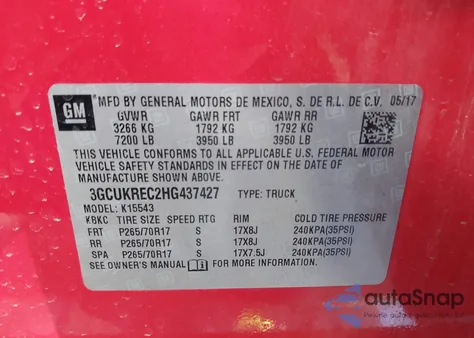 GM
MFD BY GENERAL MOTORS DE MEXICO, S. DE R.L. DE C.V. 05/17
GVWR GAWR FRT GAWR RR
3266 KG 1792 KG 1792 KG
7200 LB 3950 LB 3950 LB
THIS VEHICLE CONFORMS TO ALL APPLICABLE U.S. FEDERAL MOTOR
VEHICLE SAFETY STANDARDS IN EFFECT ON THE DATE OF
MANUFACTURE SHOWN ABOVE.
3GCUKREC2HG437427 TYPE: TRUCK
MODEL: K15543
KBKC TIRE SIZE SPEED RTG RIM COLD TIRE PRESSURE
FRT P265/70R17 S 17X8J 240KPA(35PSI)
RR P265/70R17 S 17X8J 240KPA(35PSI)
SPA P265/70R17 S 17X7.5J 240KPA(35PSI)
SEE OWNER'S MANUAL FOR MORE INFORMATION.
autoSnap